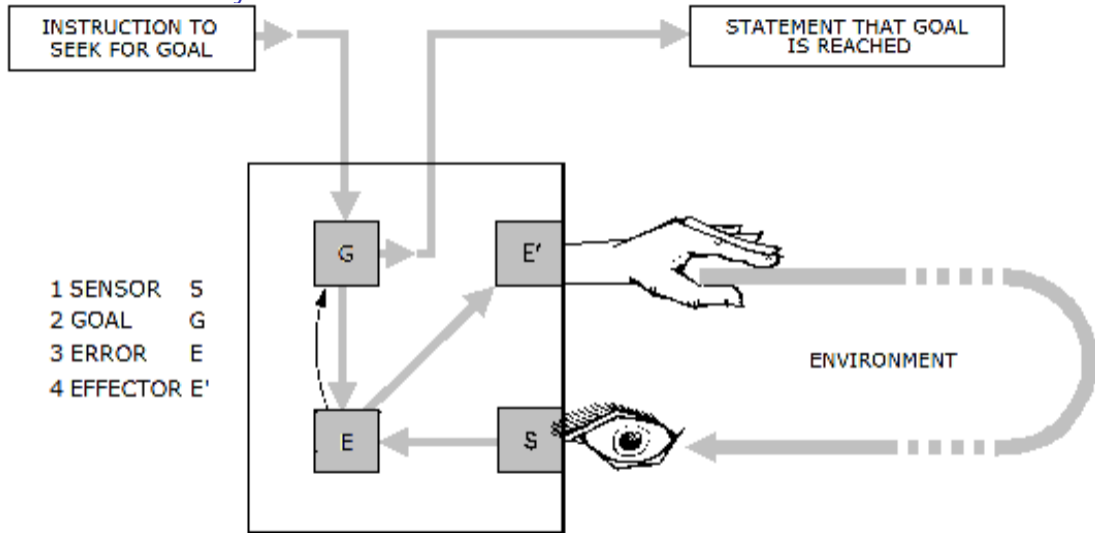 INSTRUCTION TO
SEEK FOR GOAL
STATEMENT THAT GOAL
IS REACHED
G
E'
1 SENSOR S
2 GOAL G
3 ERROR E
4 EFFECTOR E'
ENVIRONMENT
E
S